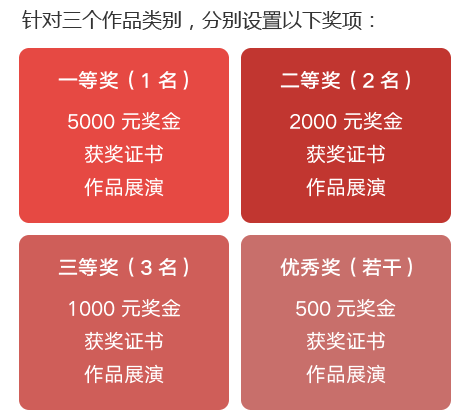 针对三个作品类别，分别设置以下奖项：
一等奖（1 名）
5000 元奖金
获奖证书
作品展演
二等奖（2 名）
2000 元奖金
获奖证书
作品展演
三等奖（3 名）
1000 元奖金
获奖证书
作品展演
优秀奖（若干）
500 元奖金
获奖证书
作品展演